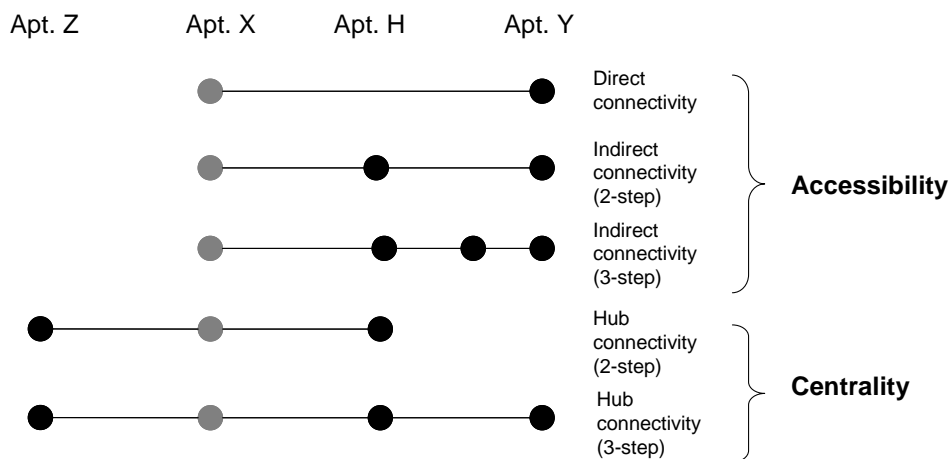 Apt. Z Apt. X Apt. H Apt. Y
Direct
connectivity
Indirect
connectivity
(2-step)
Accessibility
Indirect
connectivity
(3-step)
Hub
connectivity
(2-step)
Centrality
Hub
connectivity
(3-step)